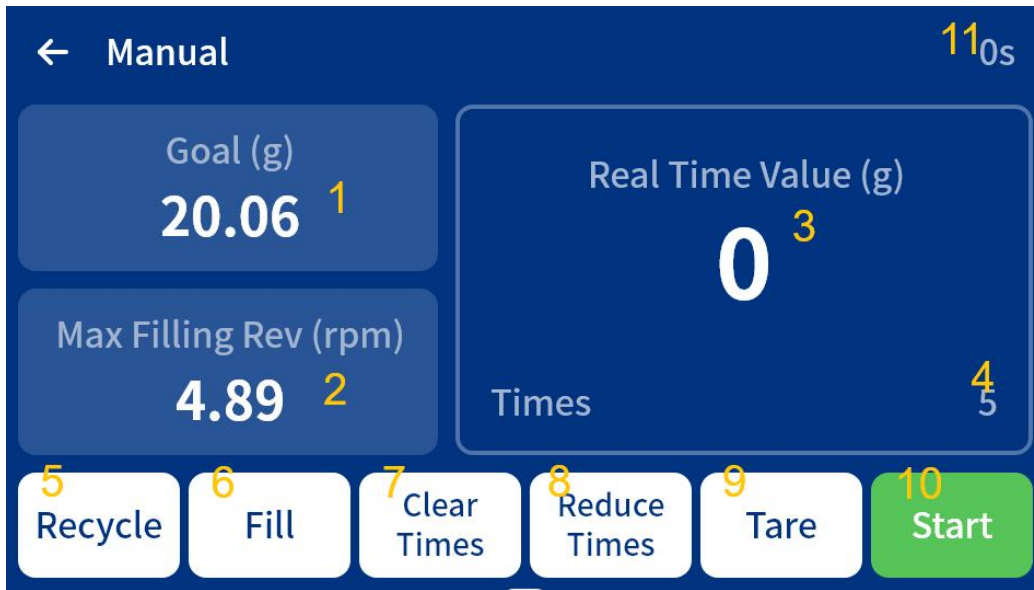 ← Manual
11 0s
Goal (g)
20.06 1
Max Filling Rev (rpm)
4.89 2
Real Time Value (g)
0 3
Times
4
5
5
Recycle
6
Fill
7
Clear
Times
8
Reduce
Times
9
Tare
10
Start